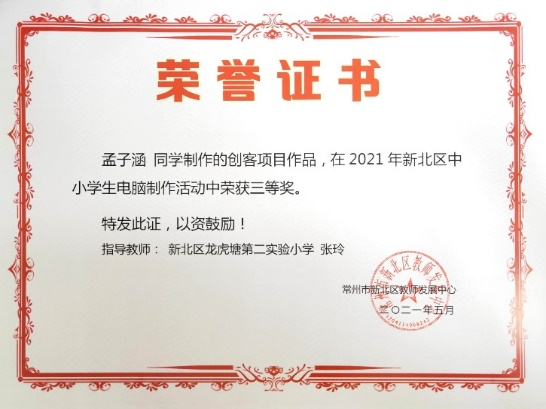 荣誉证书
孟子涵 同学制作的创客项目作品，在2021年新北区中
小学生电脑制作活动中荣获三等奖。
特发此证，以资鼓励！
指导教师： 新北区龙虎塘第二实验小学 张玲
常州市新北区教师发展中心
二〇二一年五月